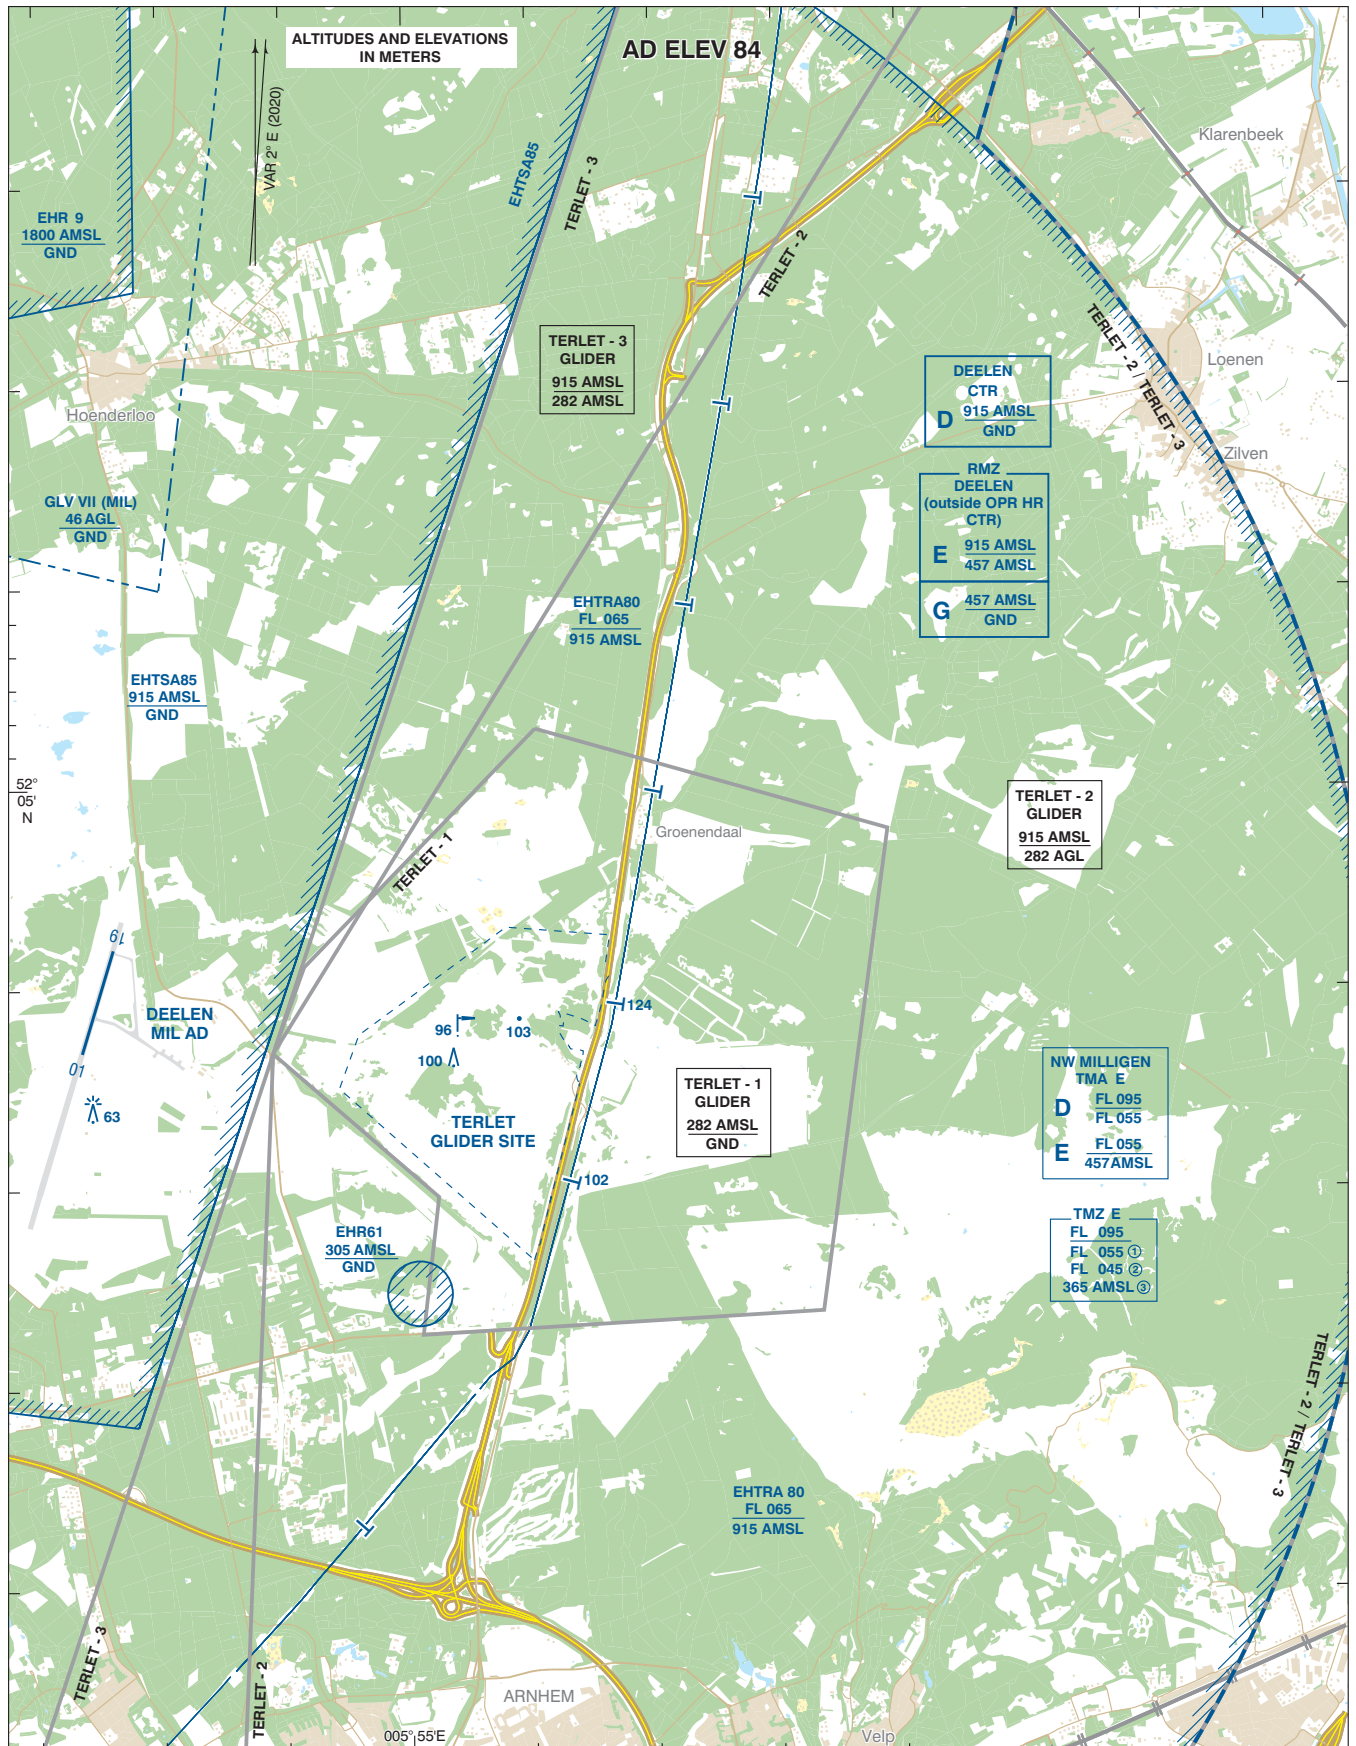 ALTITUDES AND ELEVATIONS
IN METERS
AD ELEV 84
VAR 2° E (2020)
EHTSA85
TERLET - 3
Klarenbeek
EHR 9
1800 AMSL
GND
TERLET - 2
TERLET - 3
GLIDER
915 AMSL
282 AMSL
TERLET - 2 / TERLET - 3
Loenen
DEELEN
CTR
D 915 AMSL
GND
Hoenderloo
Zilven
RMZ
DEELEN
(outside OPR HR
CTR)
E 915 AMSL
457 AMSL
G 457 AMSL
GND
GLV VII (MIL)
46 AGL
GND
EHTRA80
FL 065
915 AMSL
EHTSA85
915 AMSL
GND
52°
05'
N
TERLET - 2
GLIDER
915 AMSL
282 AGL
Groenendaal
TERLET - 1
19
DEELEN
MIL AD
01
63
96
103
100
124
TERLET
GLIDER SITE
TERLET - 1
GLIDER
282 AMSL
GND
NW MILLIGEN
TMA E
D FL 095
FL 055
E FL 055
457AMSL
102
EHR61
305 AMSL
GND
TMZ E
FL 095
FL 055 ①
FL 045 ②
365 AMSL ③
TERLET - 2 / TERLET - 3
EHTRA 80
FL 065
915 AMSL
TERLET - 3
TERLET - 2
ARNHEM
005° 55'E
Velp